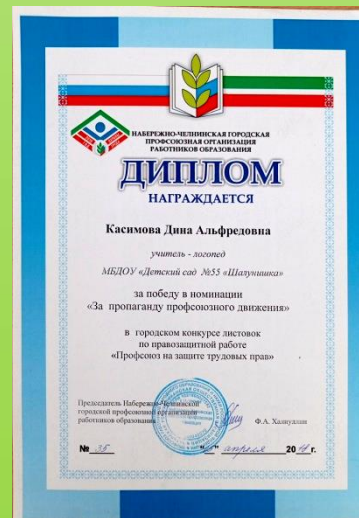 НАБЕРЕЖНО-ЧЕЛНИНСКАЯ ГОРОДСКАЯ
ПРОФСОЮЗНАЯ ОРГАНИЗАЦИЯ
РАБОТНИКОВ ОБРАЗОВАНИЯ
ДИПЛОМ
НАГРАЖДАЕТСЯ
Касимова Дина Альфредовна
учитель - логопед
МБДОУ «Детский сад №55 «Шалунишка»
за победу в номинации
«За пропаганду профсоюзного движения»
в городском конкурсе листовок
по правозащитной работе
«Профсоюз на защите трудовых прав»
Председатель Набережно-Челнинской
городской профсоюзной организации
работников образования
Ф.А. Халиуллин
№ 35
апреля 20 г.